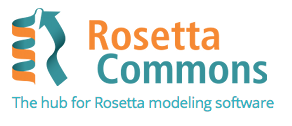 Rosetta
Commons
The hub for Rosetta modeling software